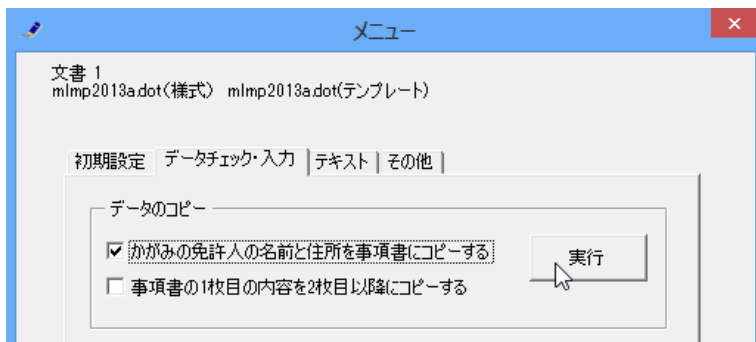 メニュー
文書 1
mlmp2013a.dot(様式) mlmp2013a.dot(テンプレート)
初期設定 データチェック・入力 テキスト その他
データのコピー
かがみの免許人の名前と住所を事項書にコピーする
実行
事項書の1枚目の内容を2枚目以降にコピーする